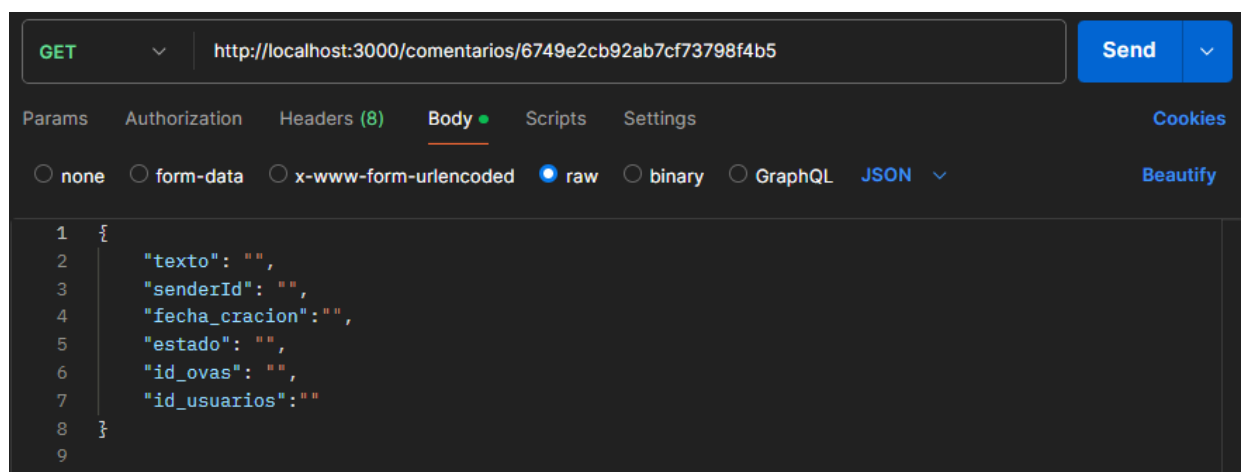 GET http://localhost:3000/comentarios/6749e2cb92ab7cf73798f4b5 Send
Params Authorization Headers (8) Body Scripts Settings Cookies
none form-data x-www-form-urlencoded raw binary GraphQL JSON Beautify
1 {
2 "texto": "",
3 "senderId": "",
4 "fecha_cracion":"",
5 "estado": "",
6 "id_ovas": "",
7 "id_usuarios":""
8 }
9